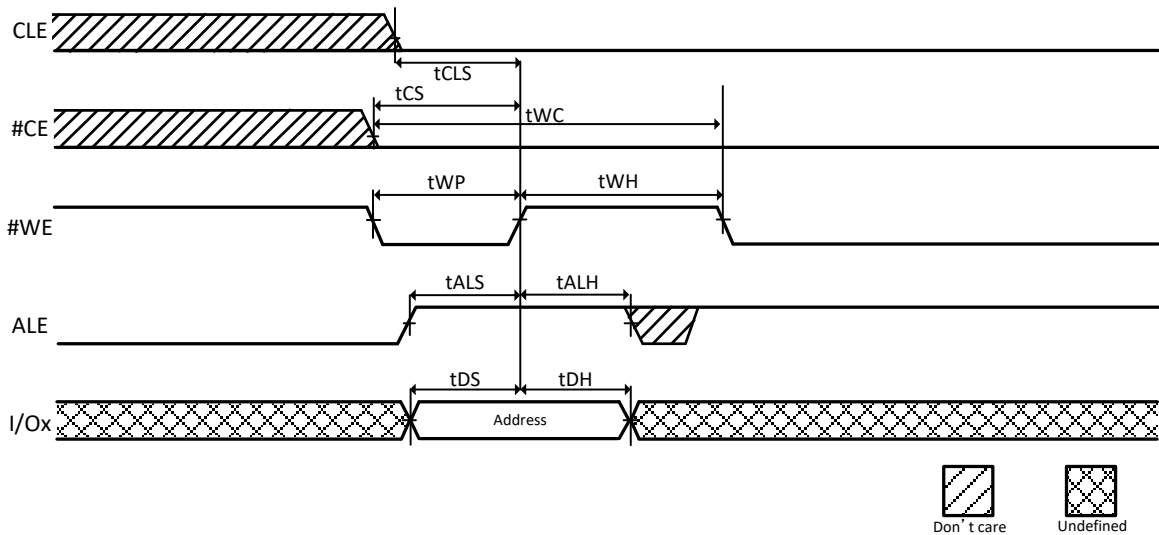 CLE
tCLS
tCS
#CE
tWC
tWP
tWH
#WE
tALS
tALH
ALE
tDS
tDH
I/Ox
Address
Don’t care
Undefined